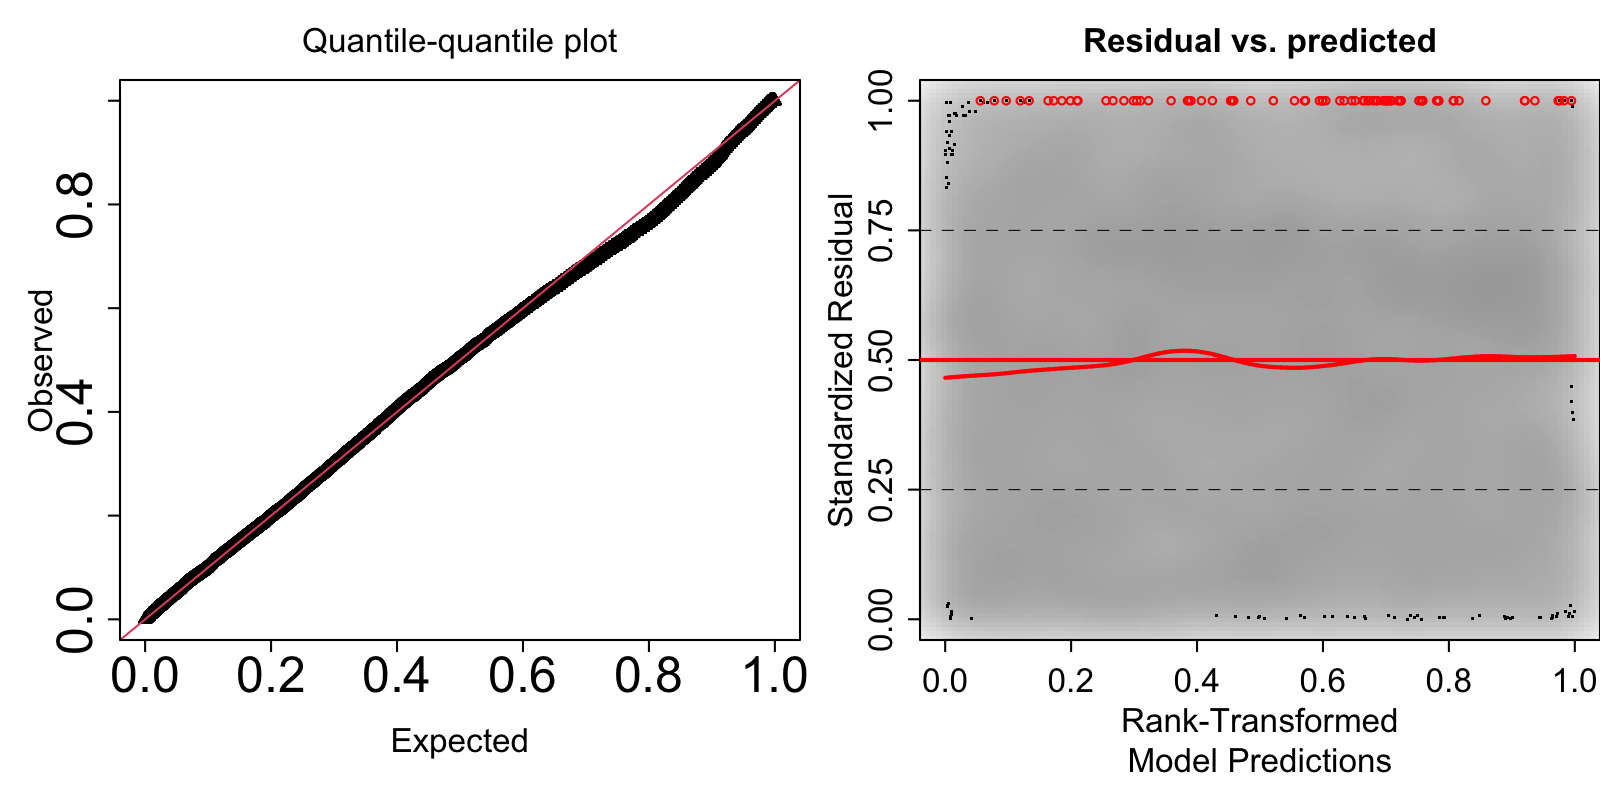 Quantile-quantile plot
Observed
0.0
0.4
0.8
0.0 0.2 0.4 0.6 0.8 1.0
Expected
Residual vs. predicted
Standardized Residual
0.00 0.25 0.50 0.75 1.00
0.0 0.2 0.4 0.6 0.8 1.0
Rank-Transformed
Model Predictions